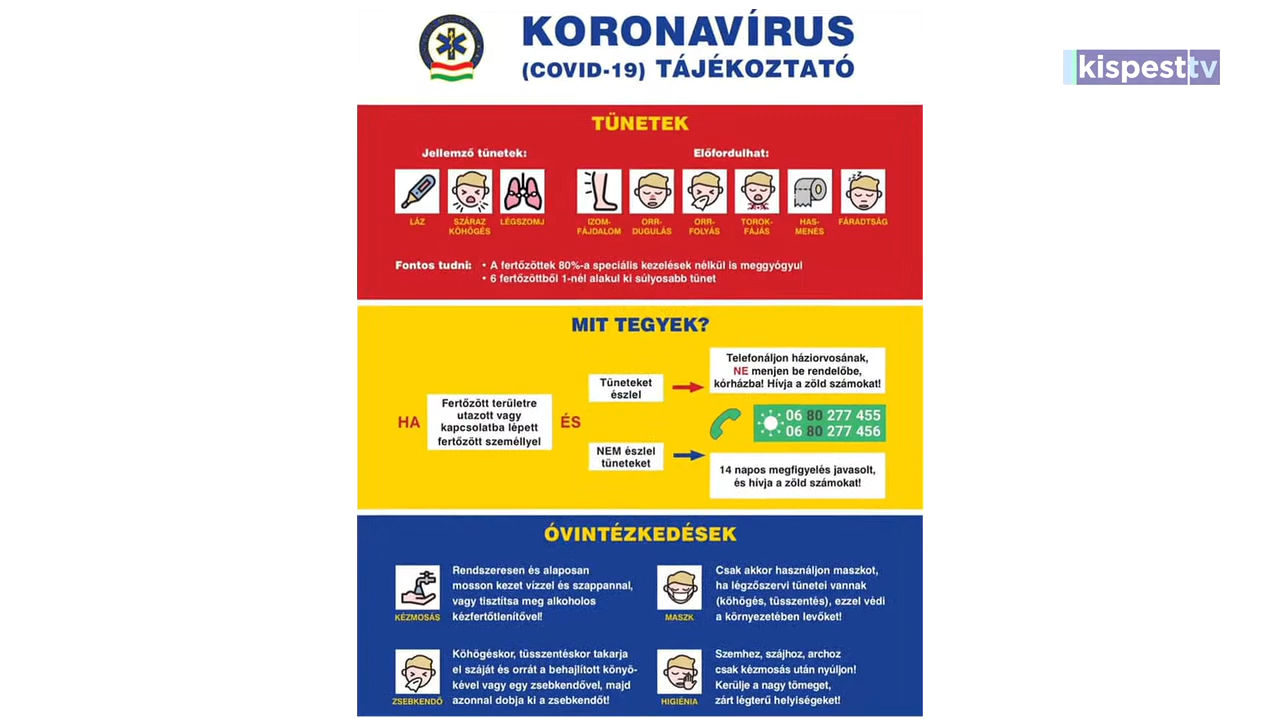 KORONAVÍRUS
(COVID-19) TÁJÉKOZTATÓ
kispesttv
TÜNETEK
Jellemző tünetek:
Előfordulhat:
LÁZ
SZÁRAZ
KÖHÖGÉS
LÉGSZOMJ
IZOM-
FÁJDALOM
ORR-
DUGULÁS
ORR-
FOLYÁS
TOROK-
FÁJÁS
HAS-
MENÉS
FÁRADTSÁG
Fontos tudni: • A fertőzöttek 80%-a speciális kezelések nélkül is meggyógyul
• 6 fertőzöttből 1-nél alakul ki súlyosabb tünet
MIT TEGYEK?
HA
Fertőzött területre
utazott vagy
kapcsolatba lépett
fertőzött személlyel
ÉS
Tüneteket
észlel
Telefonáljon háziorvosának,
NE menjen be rendelőbe,
kórházba! Hívja a zöld számokat!
06 80 277 455
06 80 277 456
NEM észlel
tüneteket
14 napos megfigyelés javasolt,
és hívja a zöld számokat!
ÓVINTÉZKEDÉSEK
KÉZMOSÁS
Rendszeresen és alaposan
mosson kezet vízzel és szappannal,
vagy tisztítsa meg alkoholos
kézfertőtlenítővel!
MASZK
Csak akkor használjon maszkot,
ha légzőszervi tünetei vannak
(köhögés, tüsszentés), ezzel védi
a környezetében levőket!
ZSEBKENDŐ
Köhögéskor, tüsszentéskor takarja
el száját és orrát a behajlított könyö-
kével vagy egy zsebkendővel, majd
azonnal dobja ki a zsebkendőt!
HIGIÉNIA
Szemhez, szájhoz, archoz
csak kézmosás után nyúljon!
Kerülje a nagy tömeget,
zárt légterű helyiségeket!